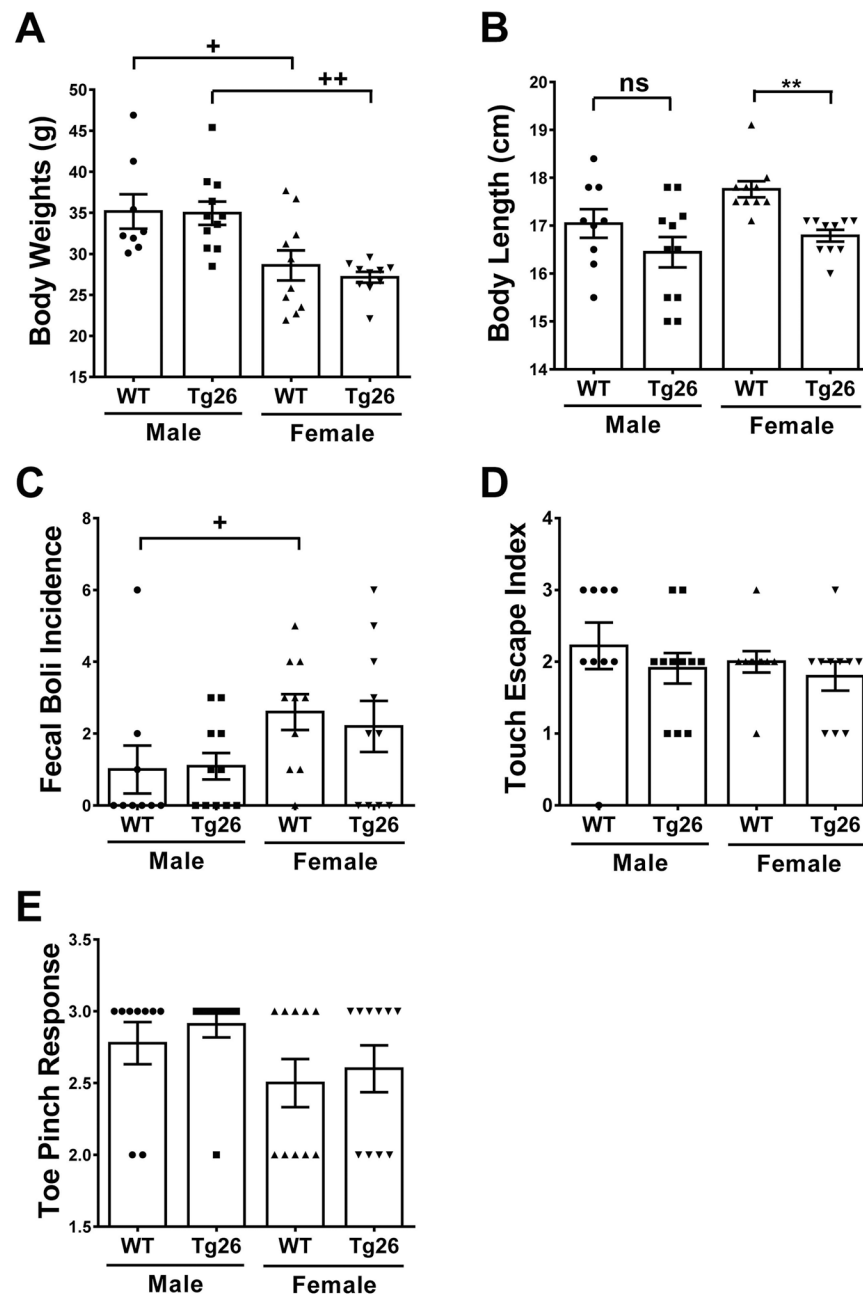 A
Body Weights (g)
50
45
40
35
30
25
20
15
+
++
WT Tg26 WT Tg26
Male Female
B
Body Length (cm)
20
19
18
17
16
15
14
ns
**
WT Tg26 WT Tg26
Male Female
C
Fecal Boli Incidence
8
6
4
2
0
+
WT Tg26 WT Tg26
Male Female
D
Touch Escape Index
4
3
2
1
0
WT Tg26 WT Tg26
Male Female
E
Toe Pinch Response
3.5
3.0
2.5
2.0
1.5
WT Tg26 WT Tg26
Male Female